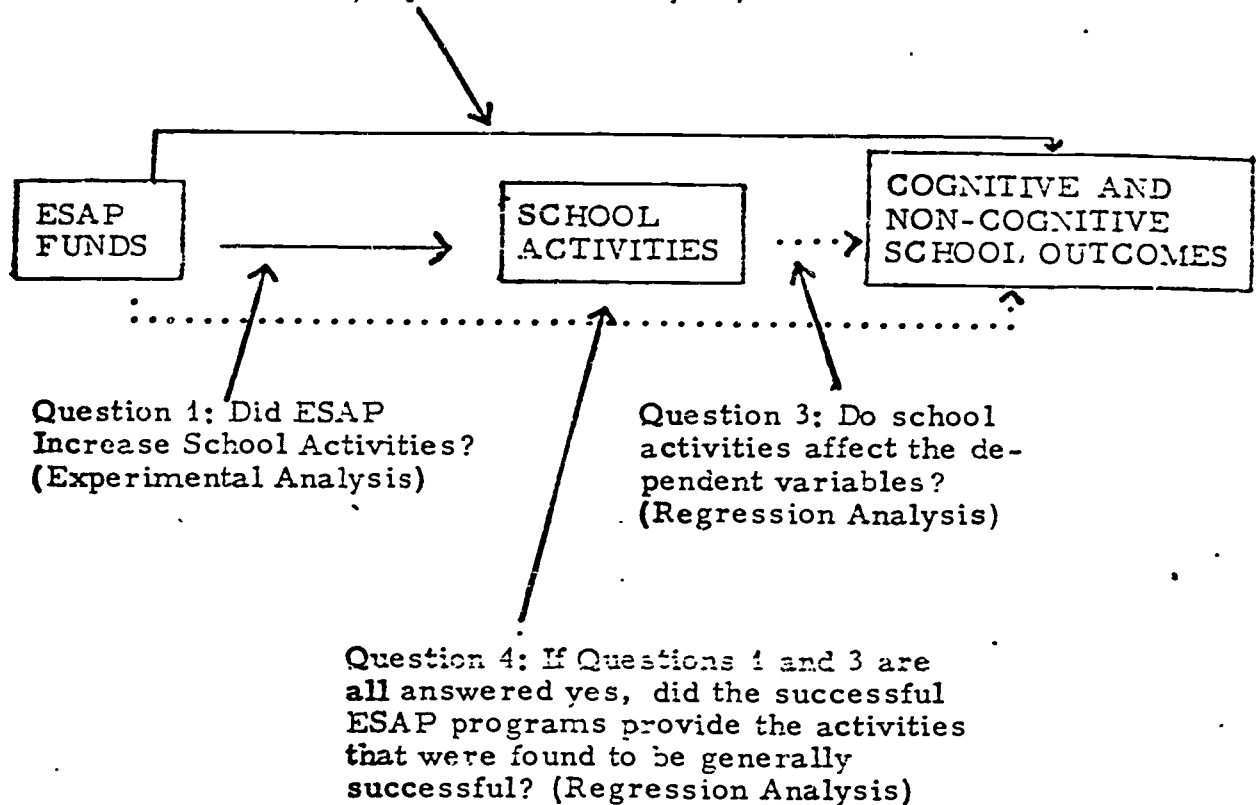 ESAP
FUNDS
SCHOOL
ACTIVITIES
COGNITIVE AND
NON-COGNITIVE
SCHOOL OUTCOMES
Question 1: Did ESAP
Increase School Activities?
(Experimental Analysis)
Question 3: Do school
activities affect the de-
pendent variables?
(Regression Analysis)
Question 4: If Questions 1 and 3 are
all answered yes, did the successful
ESAP programs provide the activities
that were found to be generally
successful? (Regression Analysis)